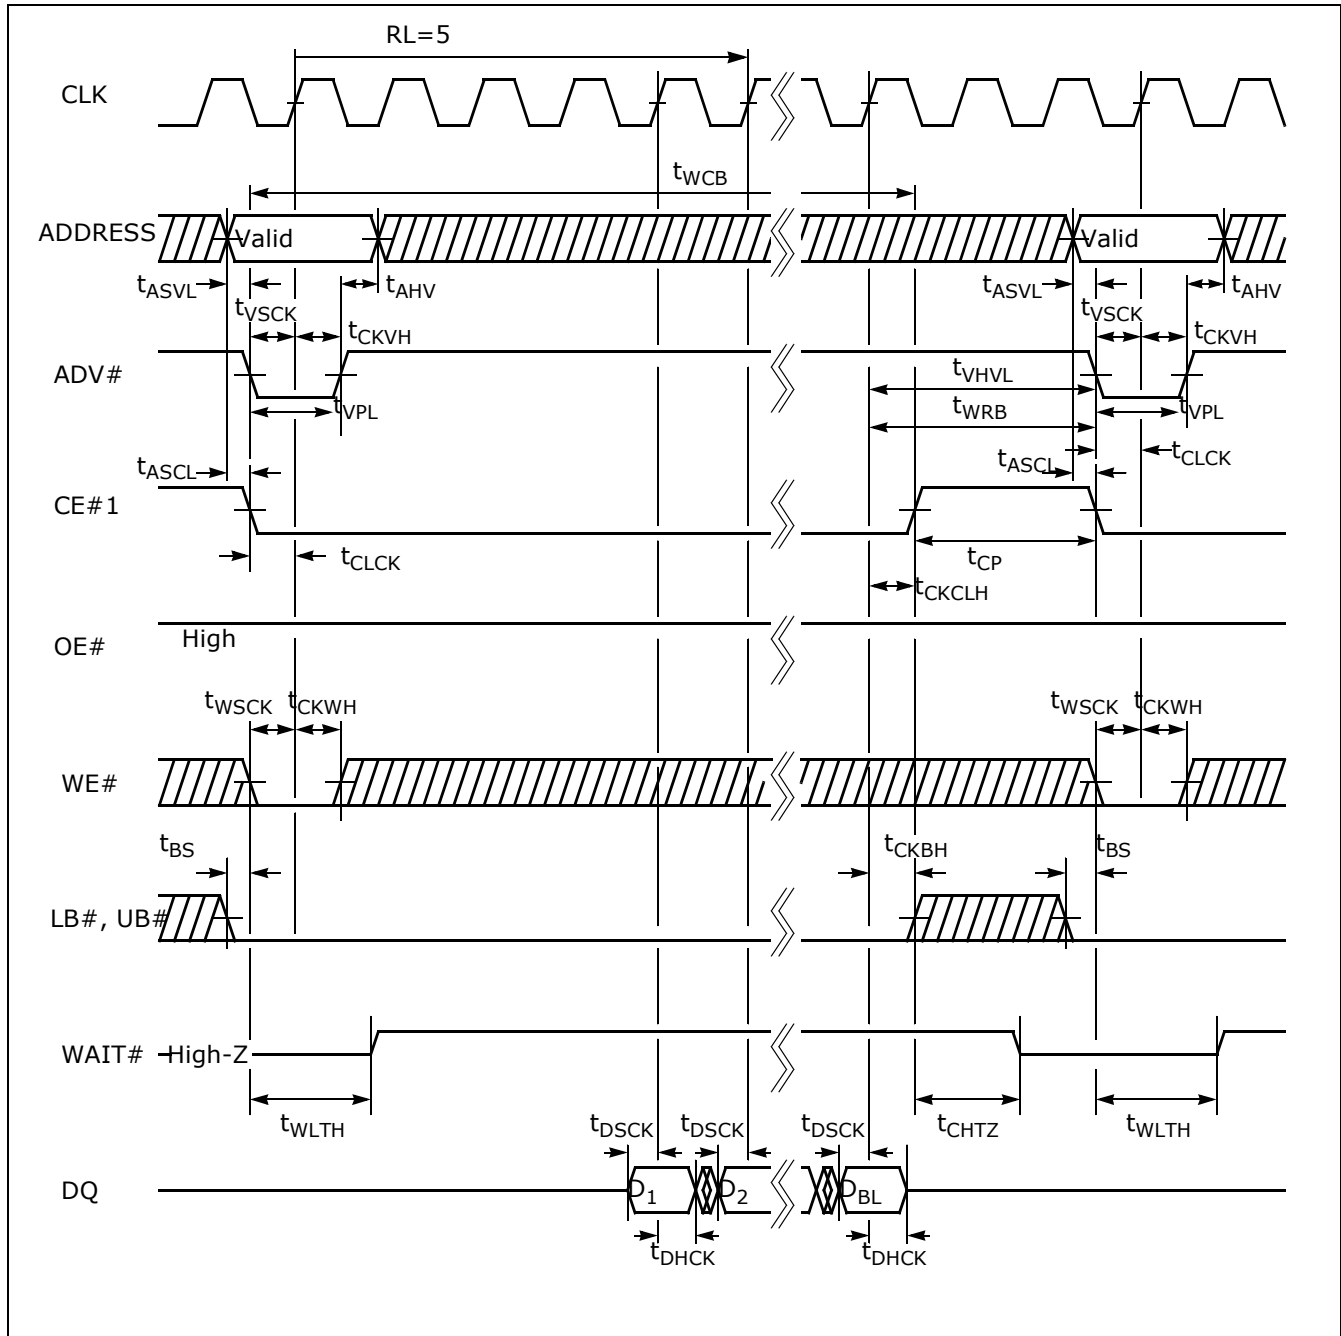 RL=5
CLK
tWCB
ADDRESS
Valid
Valid
tASVL
tAHV
tASVL
tAHV
tVSCK
tVSCK
tCKVH
tCKVH
ADV#
tVHVL
tVPL
tWRB
tVPL
tASCL
tASCL
tCLCK
CE#1
tCLCK
tCP
tCKCLH
OE#
High
tWSCK
tCKWH
tWSCK
tCKWH
WE#
tBS
tCKBH
tBS
LB#, UB#
WAIT#
High-Z
tWLTH
tDSCK
tDSCK
tDSCK
tCHTZ
tWLTH
DQ
D1
D2
DBL
tDHCK
tDHCK